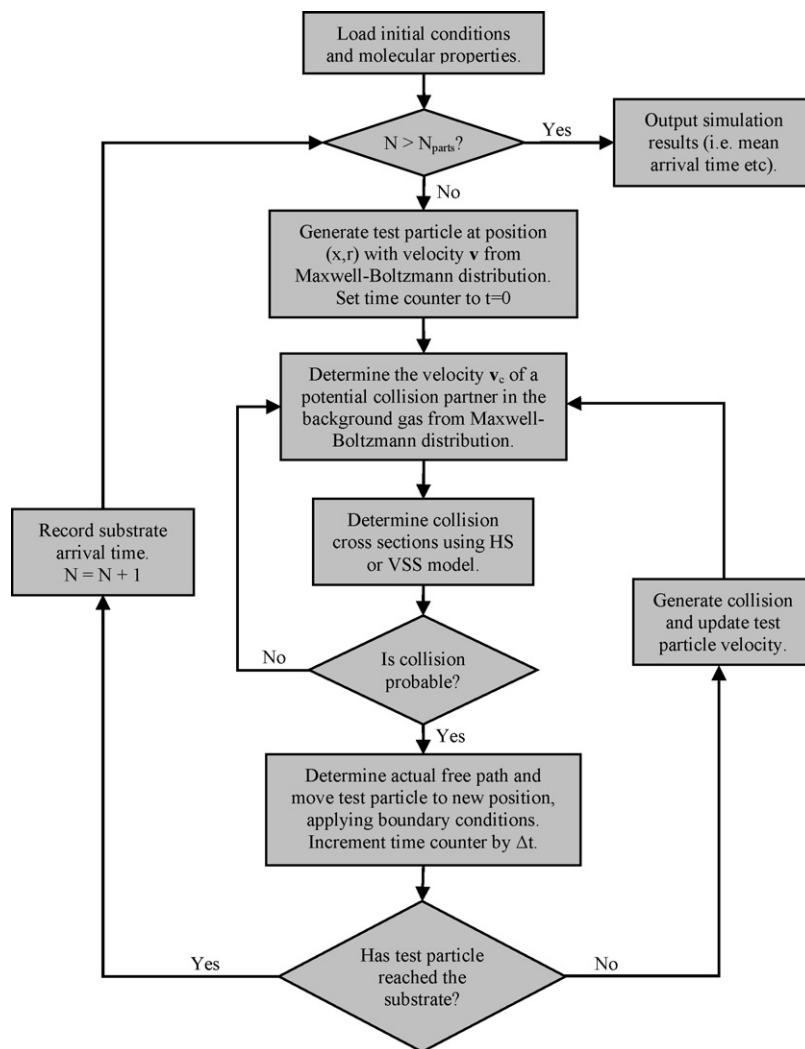 Load initial conditions
and molecular properties.
N > Nparts?
Yes
Output simulation
results (i.e. mean
arrival time etc).
No
Generate test particle at position
(x,r) with velocity v from
Maxwell-Boltzmann distribution.
Set time counter to t=0
Determine the velocity vc of a
potential collision partner in the
background gas from Maxwell-
Boltzmann distribution.
Determine collision
cross sections using HS
or VSS model.
Record substrate
arrival time.
N = N + 1
Generate collision
and update test
particle velocity.
No
Is collision
probable?
Yes
Determine actual free path and
move test particle to new position,
applying boundary conditions.
Increment time counter by Δt.
Yes
Has test particle
reached the
substrate?
No